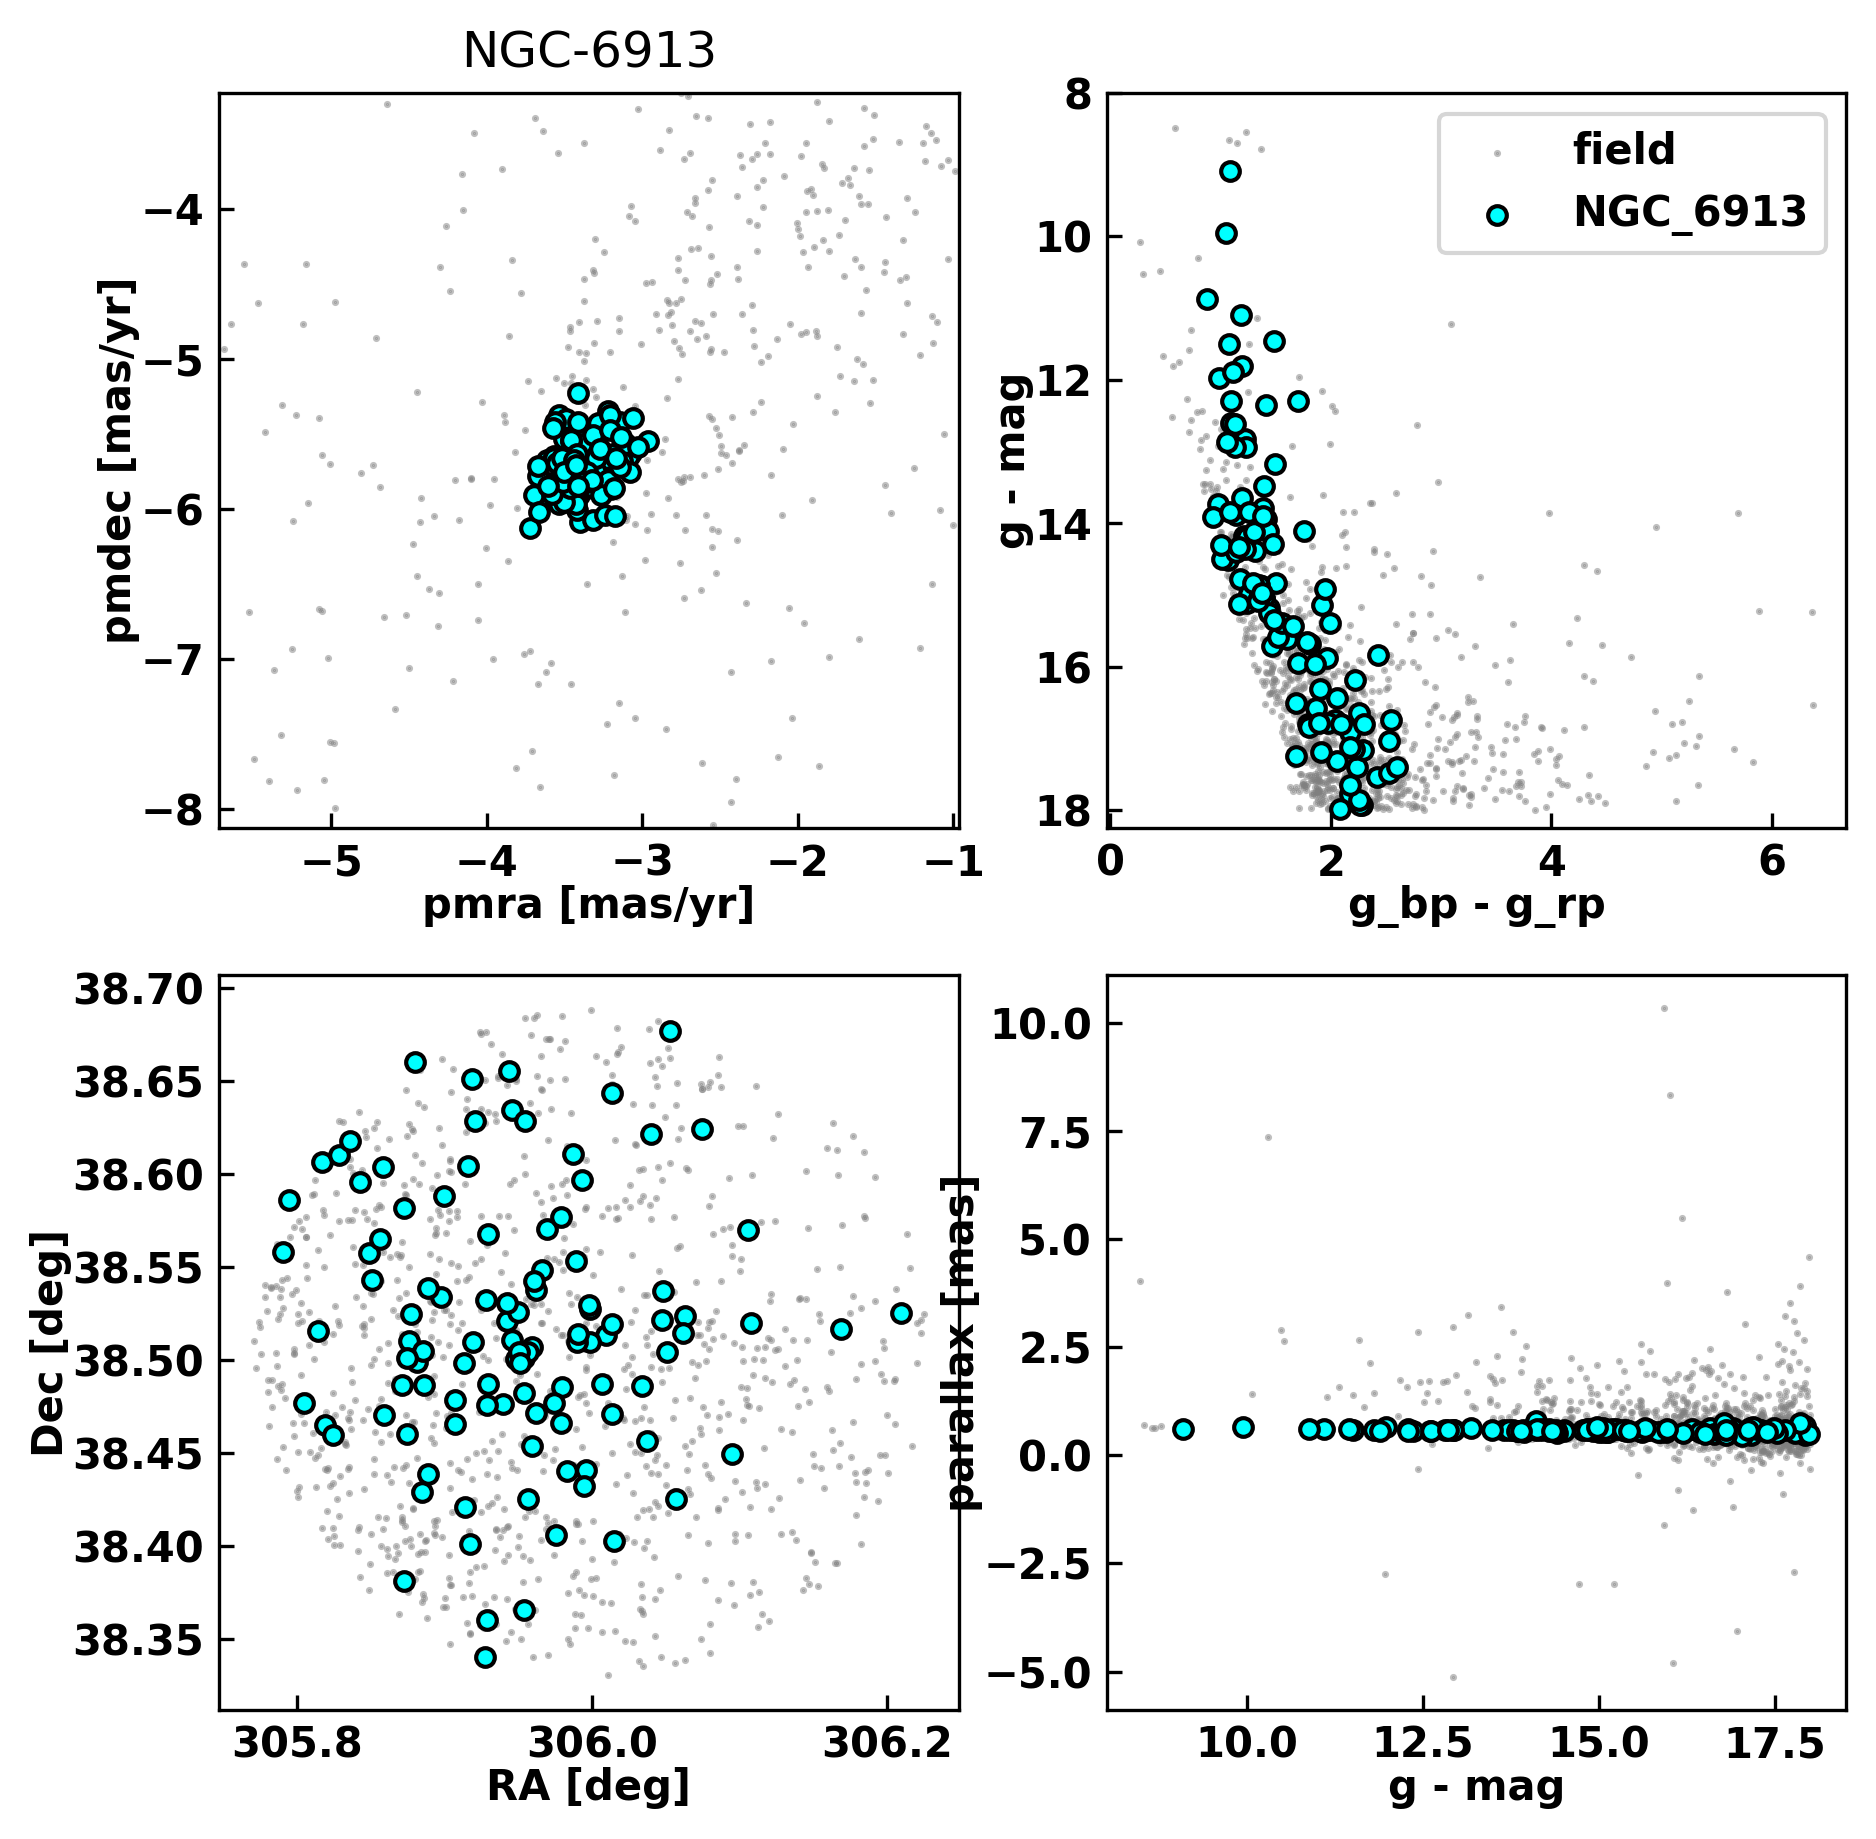 NGC-6913
−4
−5
−6
−7
−8
pmdec [mas/yr]
−5 −4 −3 −2 −1
pmra [mas/yr]
8
10
12
14
16
18
g - mag
field
NGC_6913
0 2 4 6
g_bp - g_rp
38.70
38.65
38.60
38.55
38.50
38.45
38.40
38.35
Dec [deg]
305.8 306.0 306.2
RA [deg]
10.0
7.5
5.0
2.5
0.0
−2.5
−5.0
parallax [mas]
10.0 12.5 15.0 17.5
g - mag